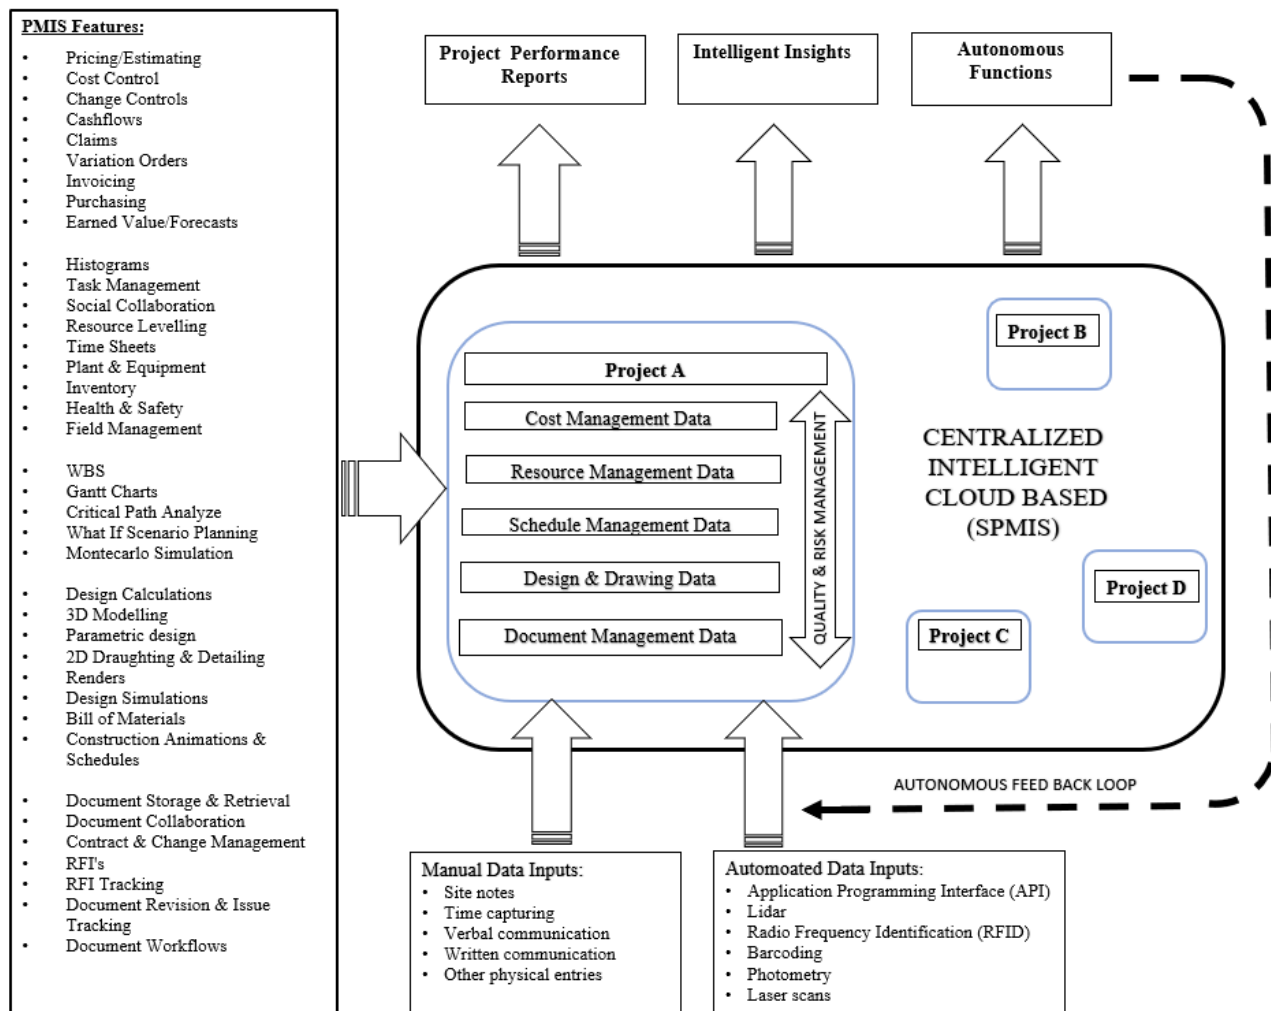 PMIS Features:
• Pricing/Estimating
• Cost Control
• Change Controls
• Cashflows
• Claims
• Variation Orders
• Invoicing
• Purchasing
• Earned Value/Forecasts
• Histograms
• Task Management
• Social Collaboration
• Resource Levelling
• Time Sheets
• Plant & Equipment
• Inventory
• Health & Safety
• Field Management
• WBS
• Gantt Charts
• Critical Path Analyze
• What If Scenario Planning
• Montecarlo Simulation
• Design Calculations
• 3D Modelling
• Parametric design
• 2D Draughting & Detailing
• Renders
• Design Simulations
• Bill of Materials
• Construction Animations &
Schedules
• Document Storage & Retrieval
• Document Collaboration
• Contract & Change Management
• RFI's
• RFI Tracking
• Document Revision & Issue
Tracking
• Document Workflows
Project Performance
Reports
Intelligent Insights
Autonomous
Functions
Project A
Cost Management Data
Resource Management Data
Schedule Management Data
Design & Drawing Data
Document Management Data
QUALITY & RISK MANAGEMENT
Project B
CENTRALIZED
INTELLIGENT
CLOUD BASED
(SPMIS)
Project D
Project C
AUTONOMOUS FEED BACK LOOP
Manual Data Inputs:
• Site notes
• Time capturing
• Verbal communication
• Written communication
• Other physical entries
Automoated Data Inputs:
• Application Programming Interface (API)
• Lidar
• Radio Frequency Identification (RFID)
• Barcoding
• Photometry
• Laser scans